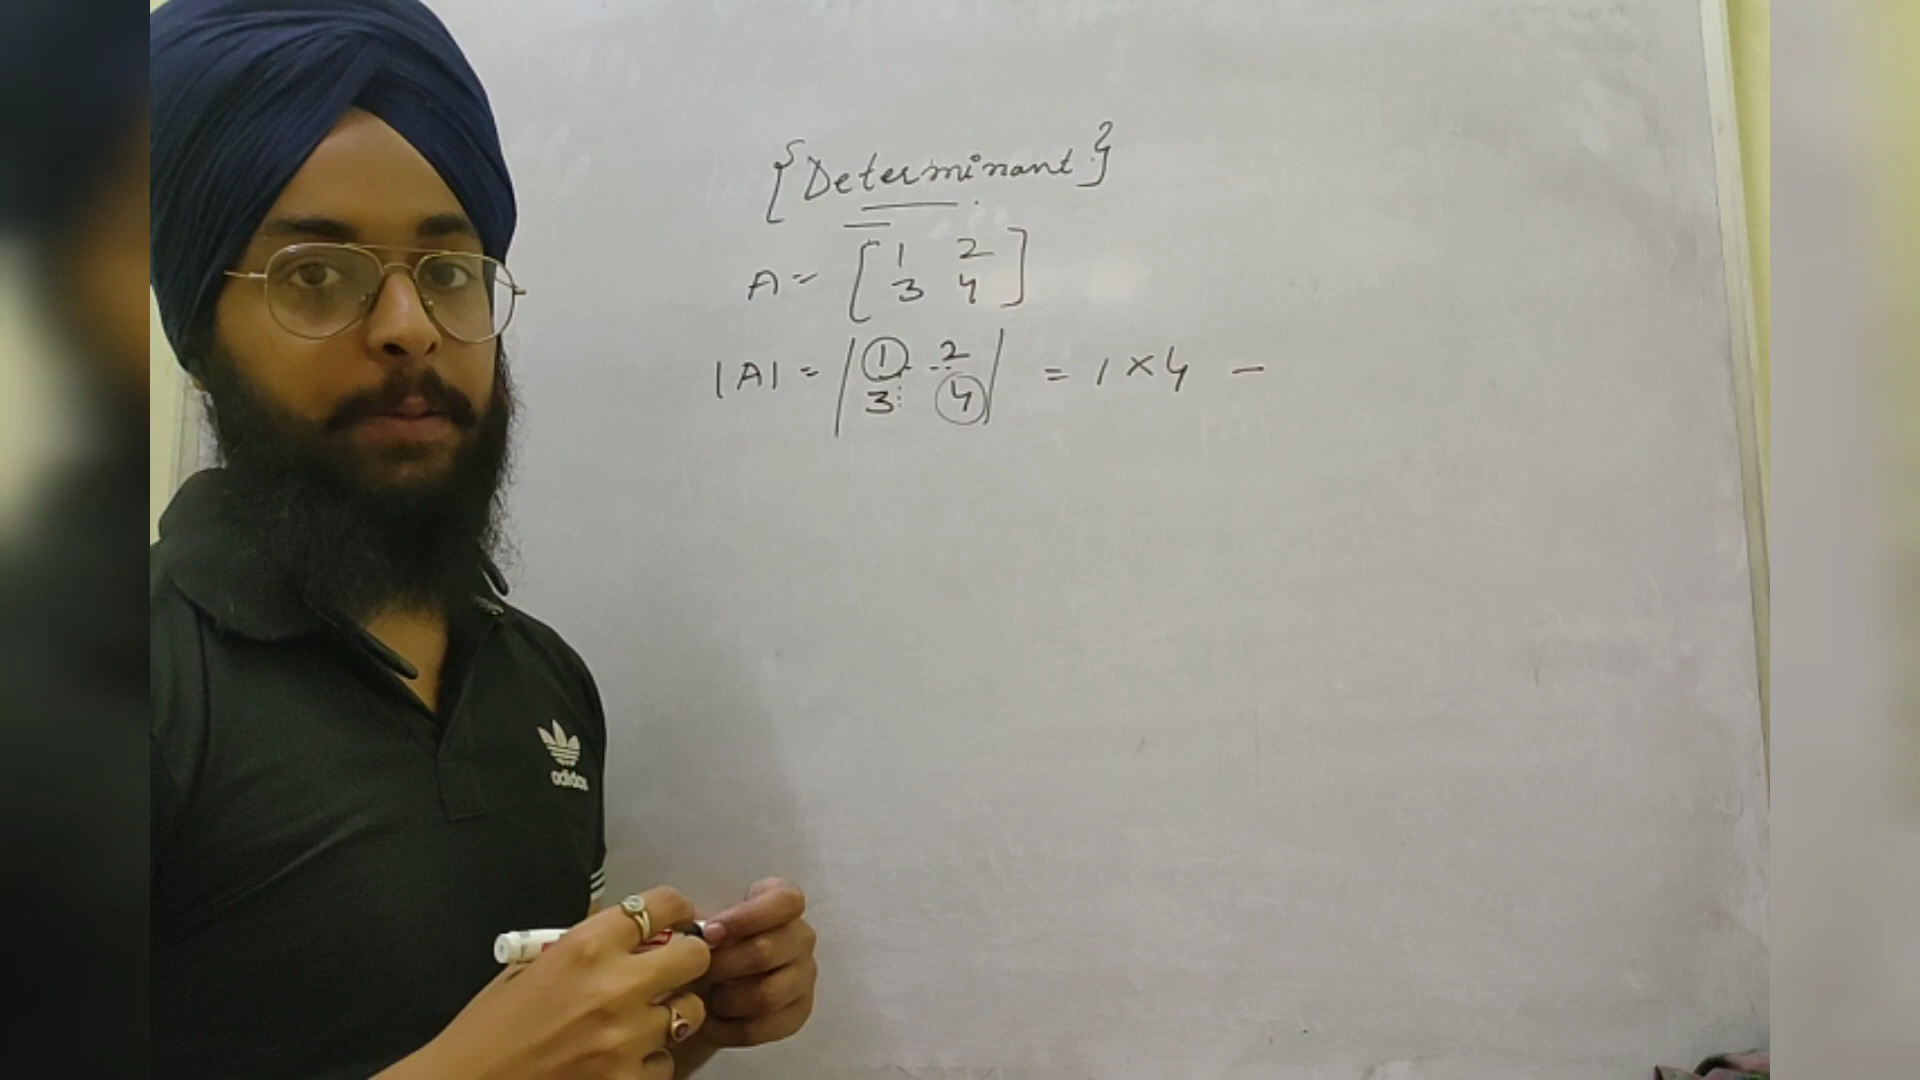 {Determinant}
A = [1 2
3 4]
|A| = |1 2
3 4| = 1 × 4 −
adidas